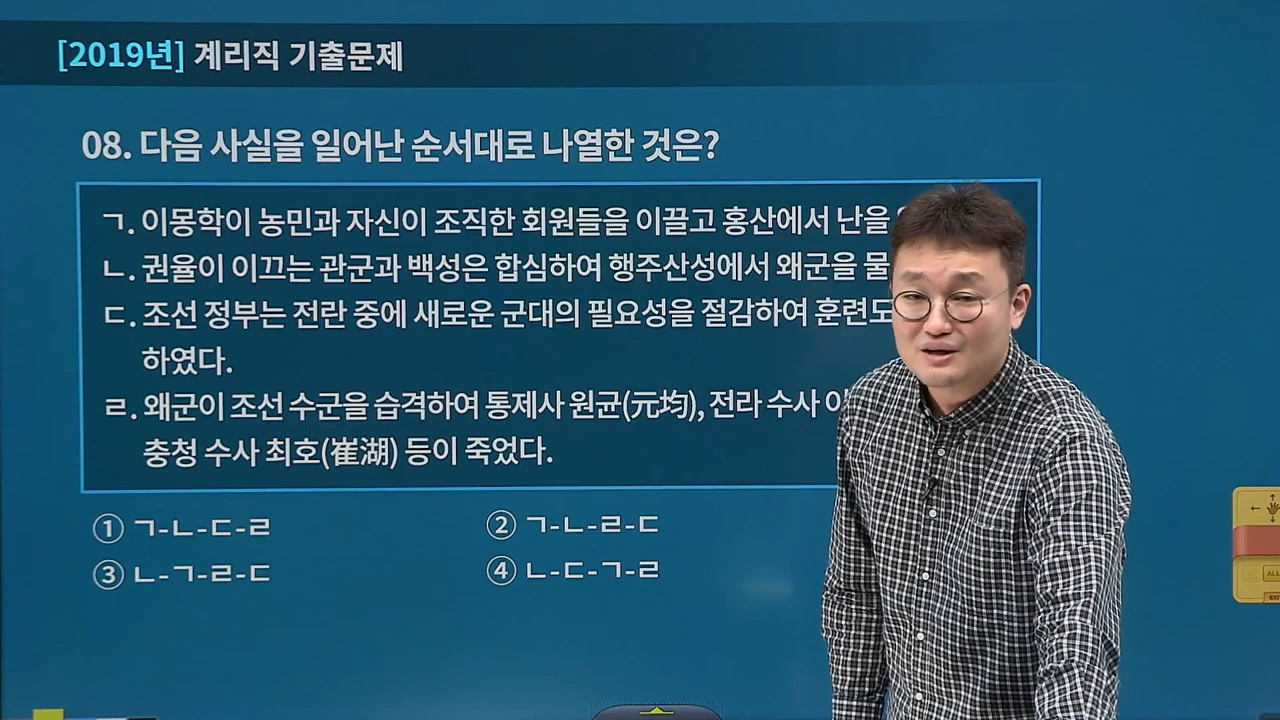 [2019년] 계리직 기출문제
08. 다음 사실을 일어난 순서대로 나열한 것은?
ㄱ. 이몽학이 농민과 자신이 조직한 회원들을 이끌고 홍산에서 난을
ㄴ. 권율이 이끄는 관군과 백성은 합심하여 행주산성에서 왜군을
ㄷ. 조선 정부는 전란 중에 새로운 군대의 필요성을 절감하여
하였다.
ㄹ. 왜군이 조선 수군을 습격하여 통제사 원균(元均), 전라 수사
충청 수사 최호(崔湖) 등이 죽었다.
① ㄱ-ㄴ-ㄷ-ㄹ ② ㄱ-ㄴ-ㄹ-ㄷ
③ ㄴ-ㄱ-ㄹ-ㄷ ④ ㄴ-ㄷ-ㄱ-ㄹ